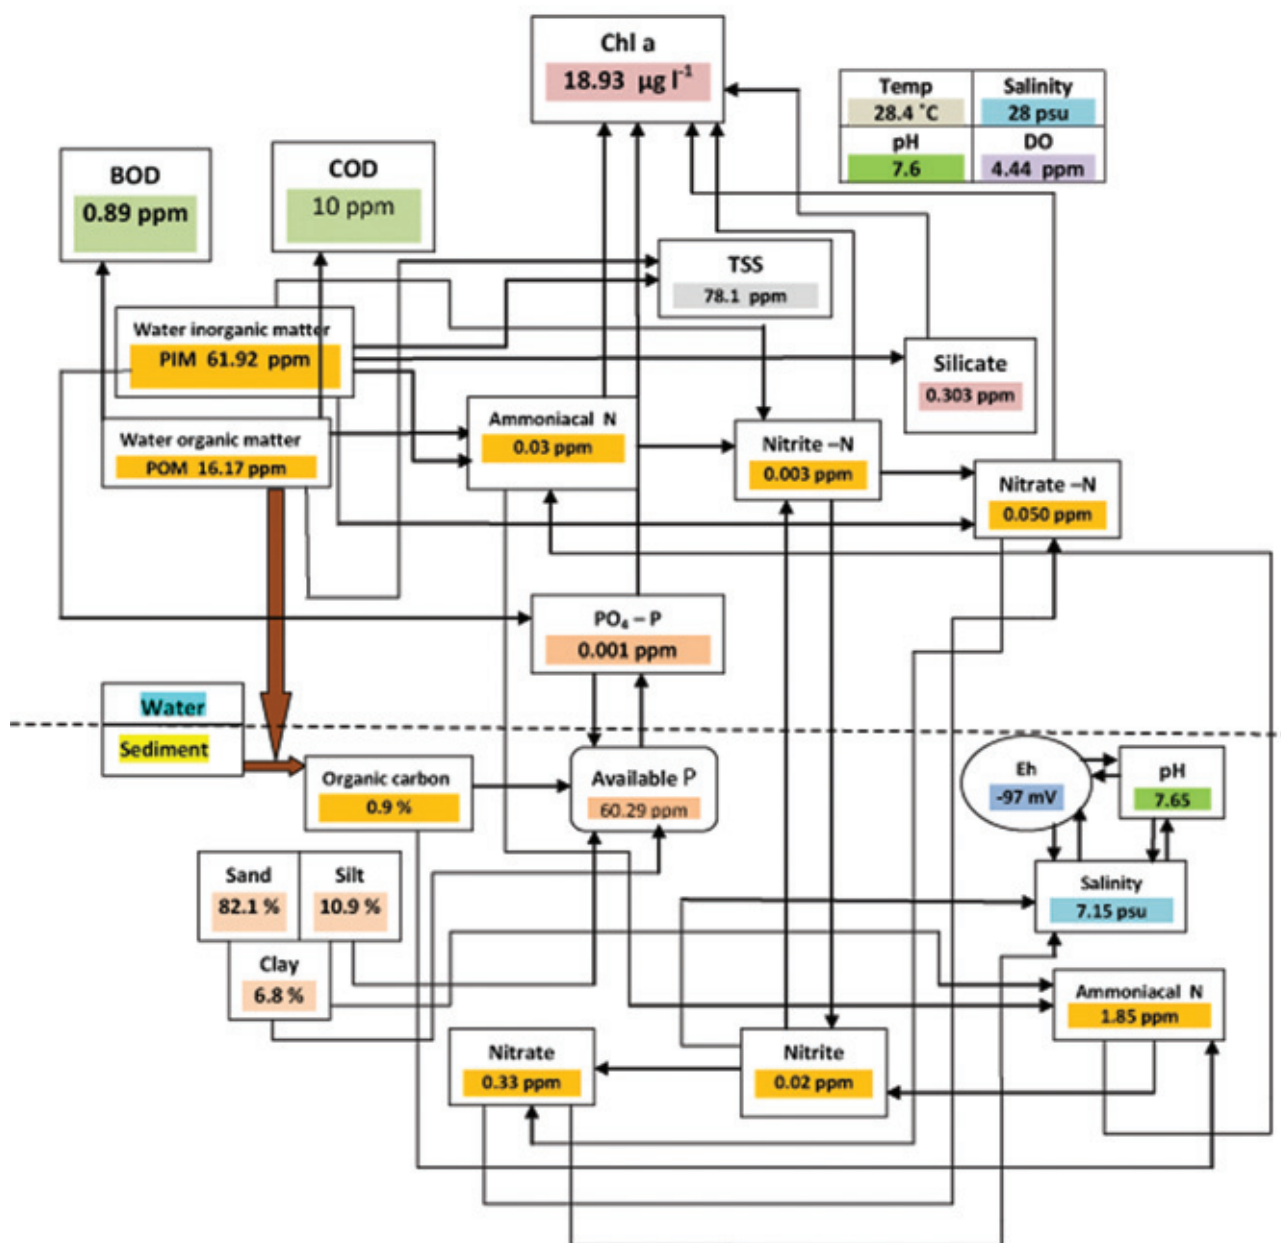 Chl a
18.93 µg l⁻¹
Temp
28.4 ˚C
Salinity
28 psu
pH
7.6
DO
4.44 ppm
BOD
0.89 ppm
COD
10 ppm
TSS
78.1 ppm
Water inorganic matter
PIM 61.92 ppm
Silicate
0.303 ppm
Water organic matter
POM 16.17 ppm
Ammoniacal N
0.03 ppm
Nitrite –N
0.003 ppm
Nitrate –N
0.050 ppm
PO₄ – P
0.001 ppm
Water
Sediment
Organic carbon
0.9 %
Available P
60.29 ppm
Eh
-97 mV
pH
7.65
Sand
82.1 %
Silt
10.9 %
Clay
6.8 %
Salinity
7.15 psu
Ammoniacal N
1.85 ppm
Nitrate
0.33 ppm
Nitrite
0.02 ppm